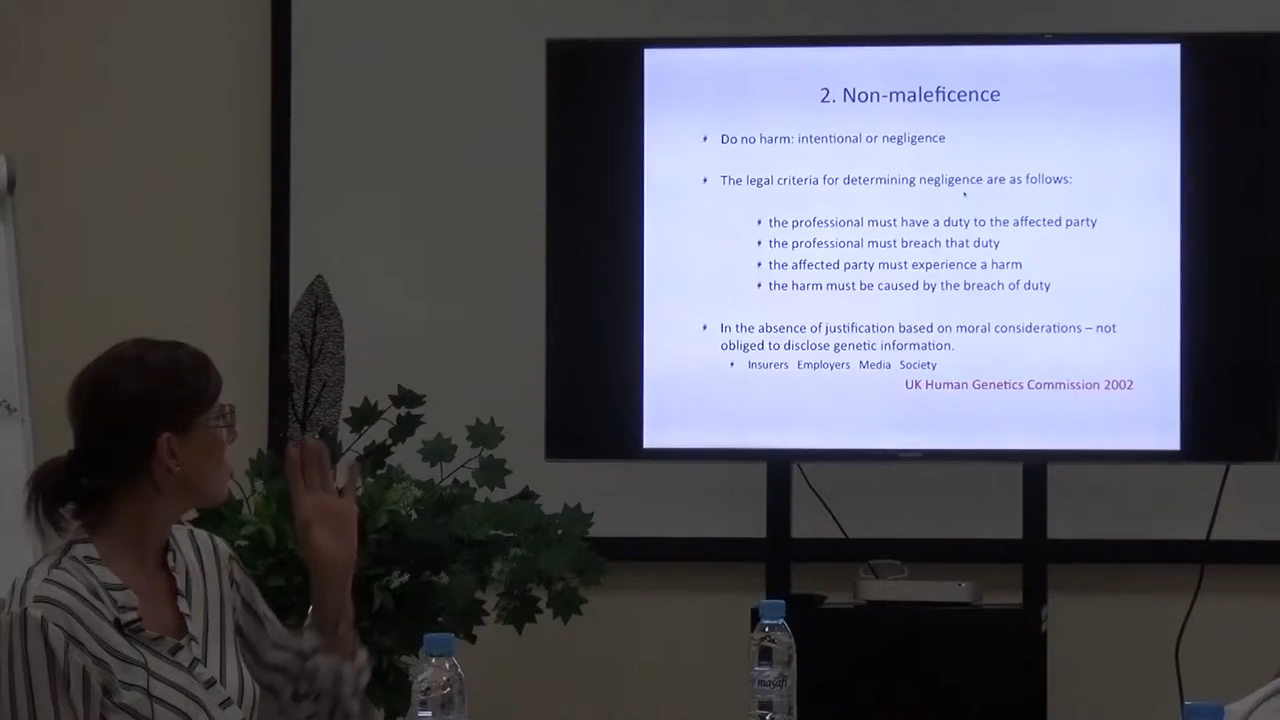 2. Non-maleficence
Do no harm: intentional or negligence
The legal criteria for determining negligence are as follows:
the professional must have a duty to the affected party
the professional must breach that duty
the affected party must experience a harm
the harm must be caused by the breach of duty
In the absence of justification based on moral considerations – not
obliged to disclose genetic information.
Insurers Employers Media Society
UK Human Genetics Commission 2002
masafi